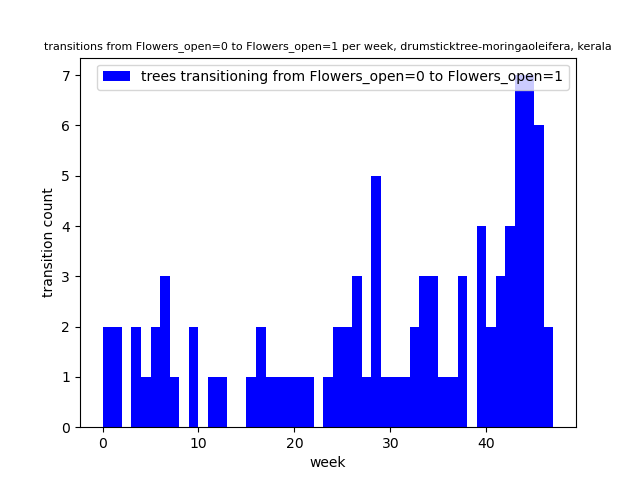 transitions from Flowers_open=0 to Flowers_open=1 per week, drumsticktree-moringaoleifera, kerala
trees transitioning from Flowers_open=0 to Flowers_open=1
7
6
5
4
3
2
1
0
transition count
0 10 20 30 40
week